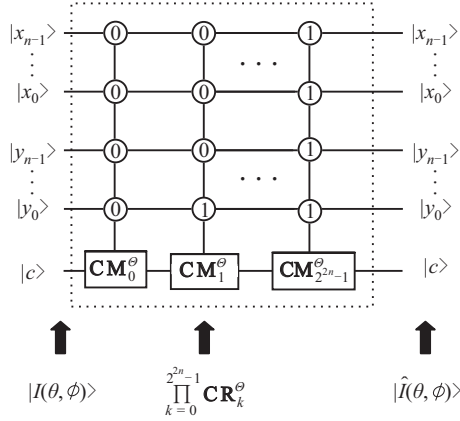 |x_{n−1}> 0 0 1 |x_{n−1}>
⋮ · · · ⋮
|x_0> 0 0 1 |x_0>
|y_{n−1}> 0 0 1 |y_{n−1}>
⋮ · · · ⋮
|y_0> 0 1 1 |y_0>
|c> CM_0^Θ CM_1^Θ CM_{2^{2n}−1}^Θ |c>
|I(θ, ϕ)> ∏_{k = 0}^{2^{2n}−1} CR_k^Θ |Î(θ, ϕ)>